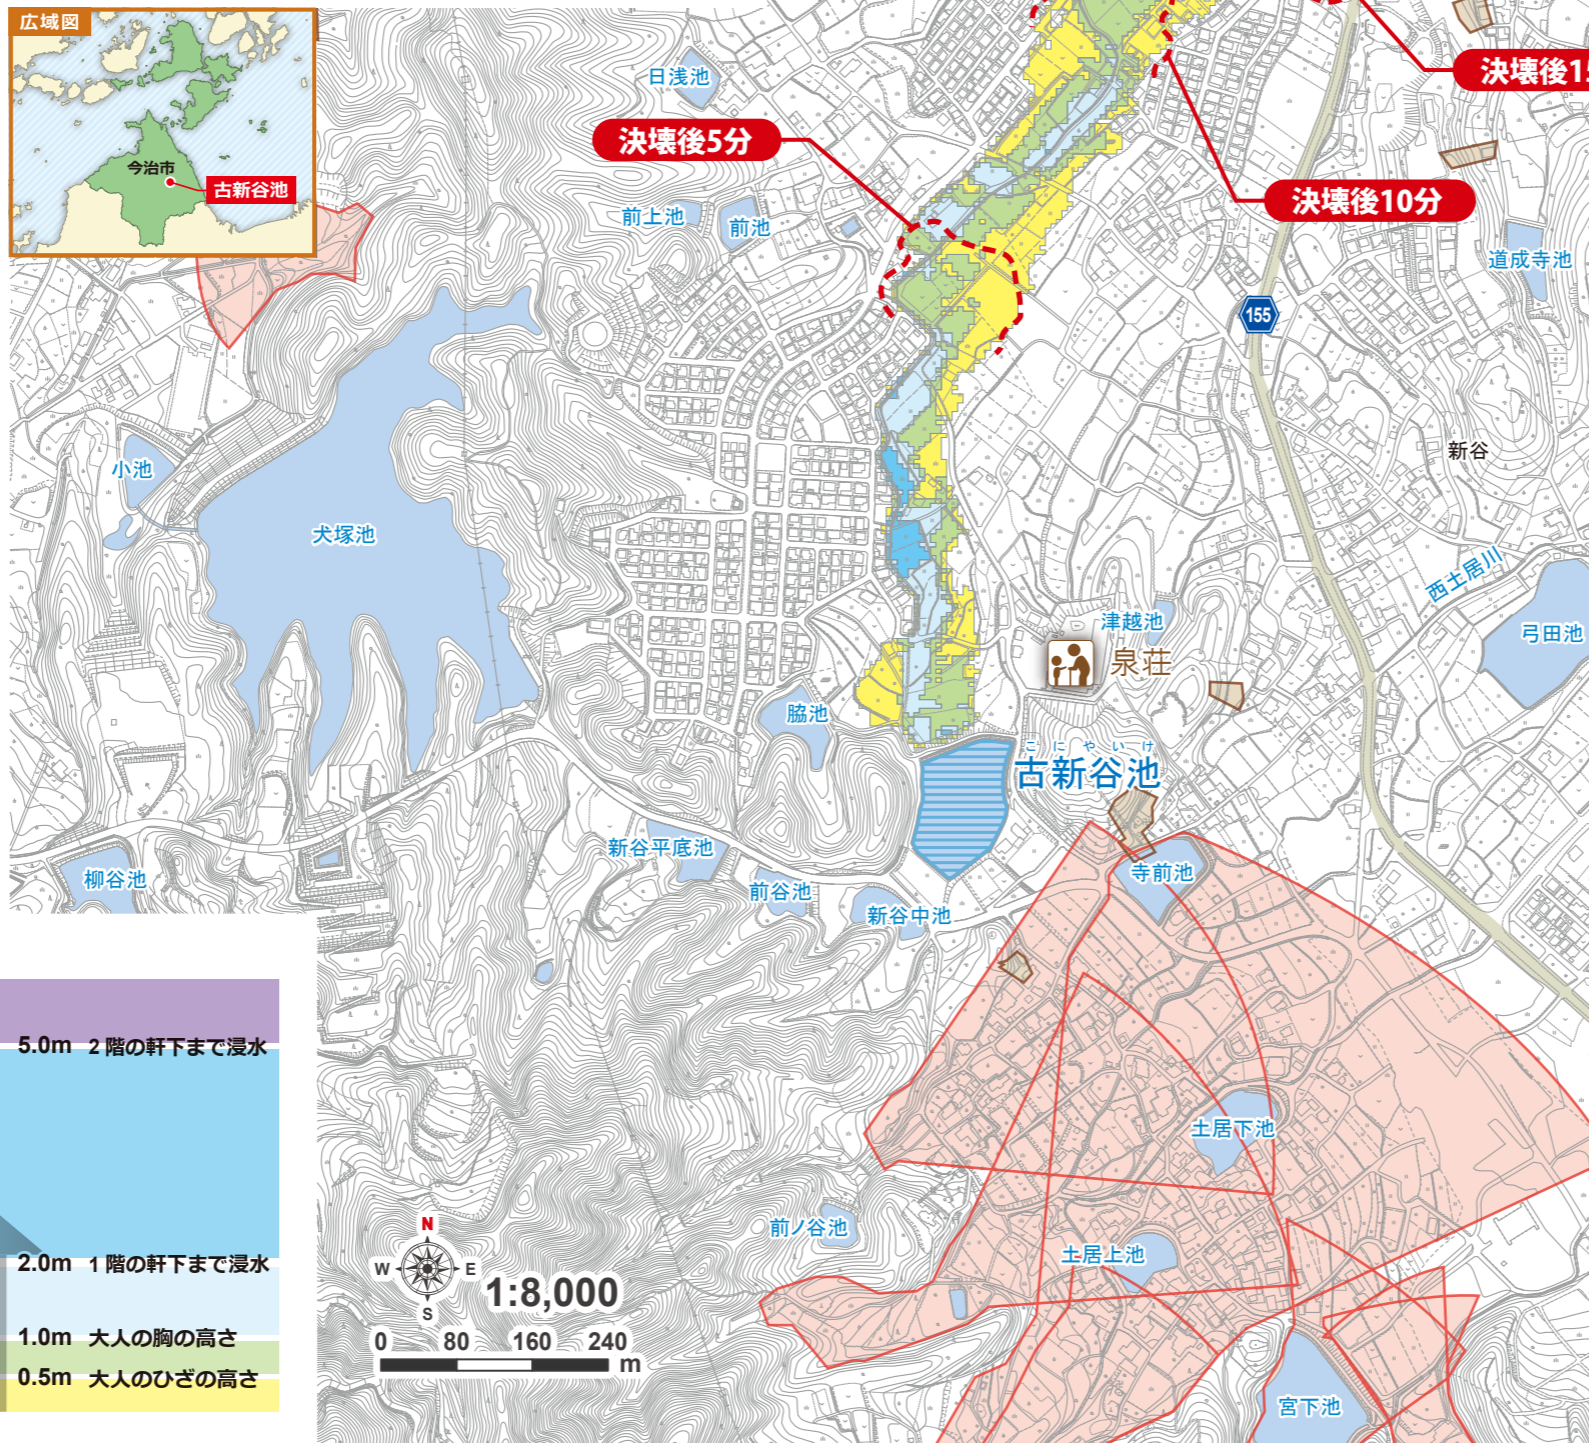 広域図
今治市
古新谷池
日浅池
決壊後5分
決壊後15
決壊後10分
前上池
前池
道成寺池
155
新谷
小池
犬塚池
西土居川
弓田池
津越池
泉荘
脇池
こにやいけ
古新谷池
新谷平底池
前谷池
新谷中池
柳谷池
寺前池
土居下池
土居上池
前ノ谷池
宮下池
5.0m 2階の軒下まで浸水
2.0m 1階の軒下まで浸水
1.0m 大人の胸の高さ
0.5m 大人のひざの高さ
N
W E
S
1:8,000
0 80 160 240
m